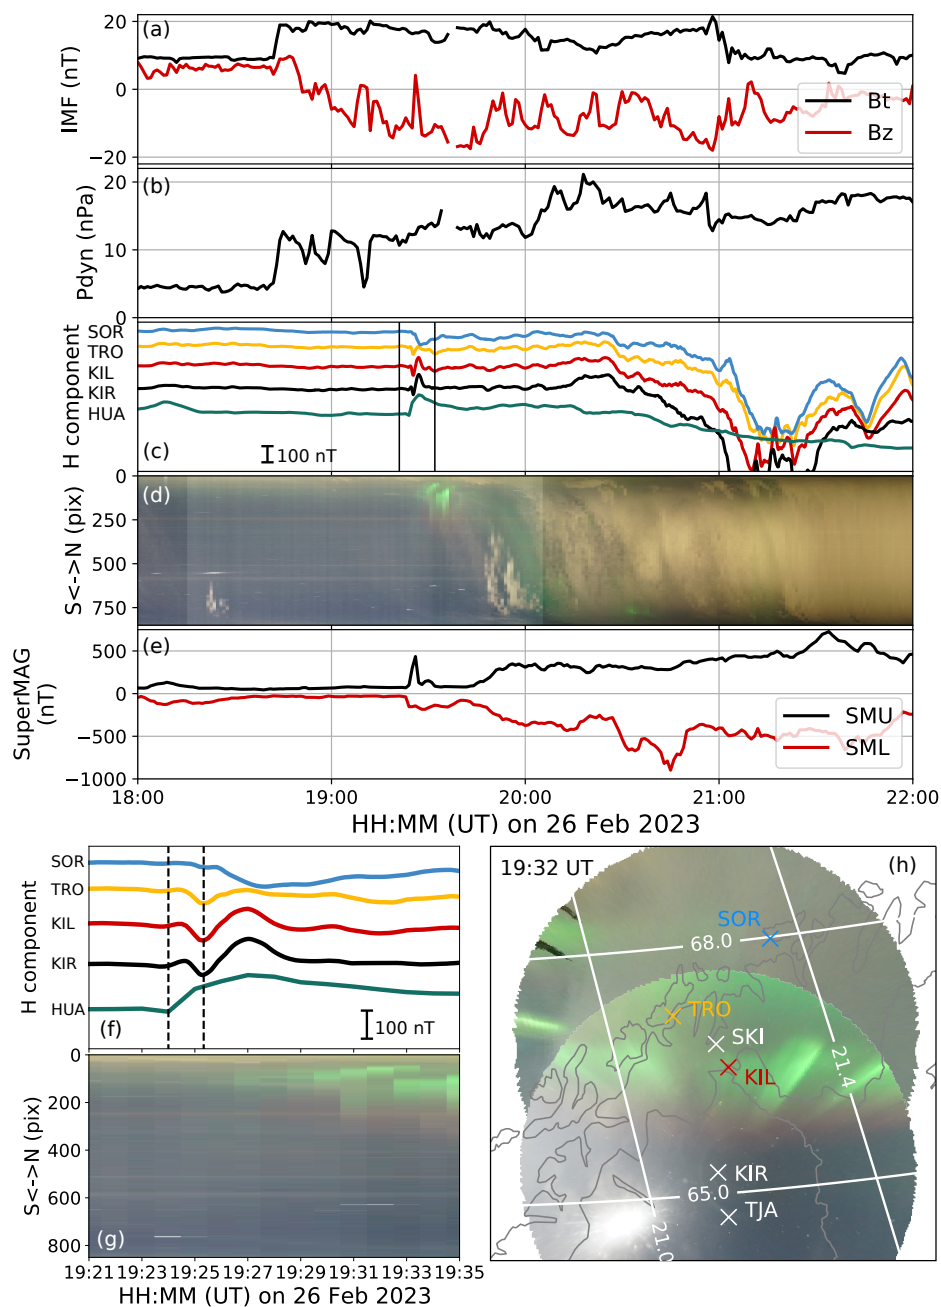 (a)
20
0
−20
IMF (nT)
Bt
Bz
(b)
20
10
0
Pdyn (nPa)
SOR
TRO
KIL
KIR
HUA
H component
(c)
100 nT
(d)
0
250
500
750
S<->N (pix)
(e)
500
0
−500
−1000
SuperMAG
(nT)
SMU
SML
18:00 19:00 20:00 21:00 22:00
HH:MM (UT) on 26 Feb 2023
SOR
TRO
KIL
KIR
HUA
H component
(f)
100 nT
0
200
400
600
800
S<->N (pix)
(g)
19:21 19:23 19:25 19:27 19:29 19:31 19:33 19:35
HH:MM (UT) on 26 Feb 2023
19:32 UT
(h)
SOR
68.0
TRO
SKI
21.4
KIL
KIR
65.0
TJA
21.0